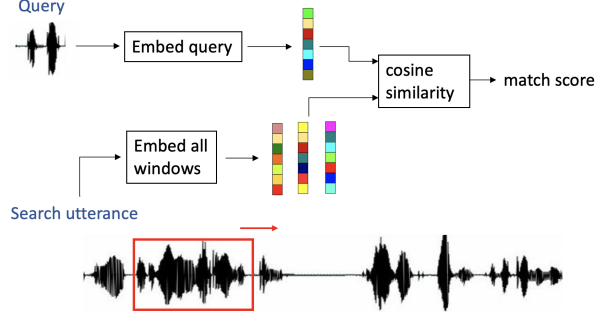 Query
Embed query
cosine
similarity
match score
Embed all
windows
Search utterance